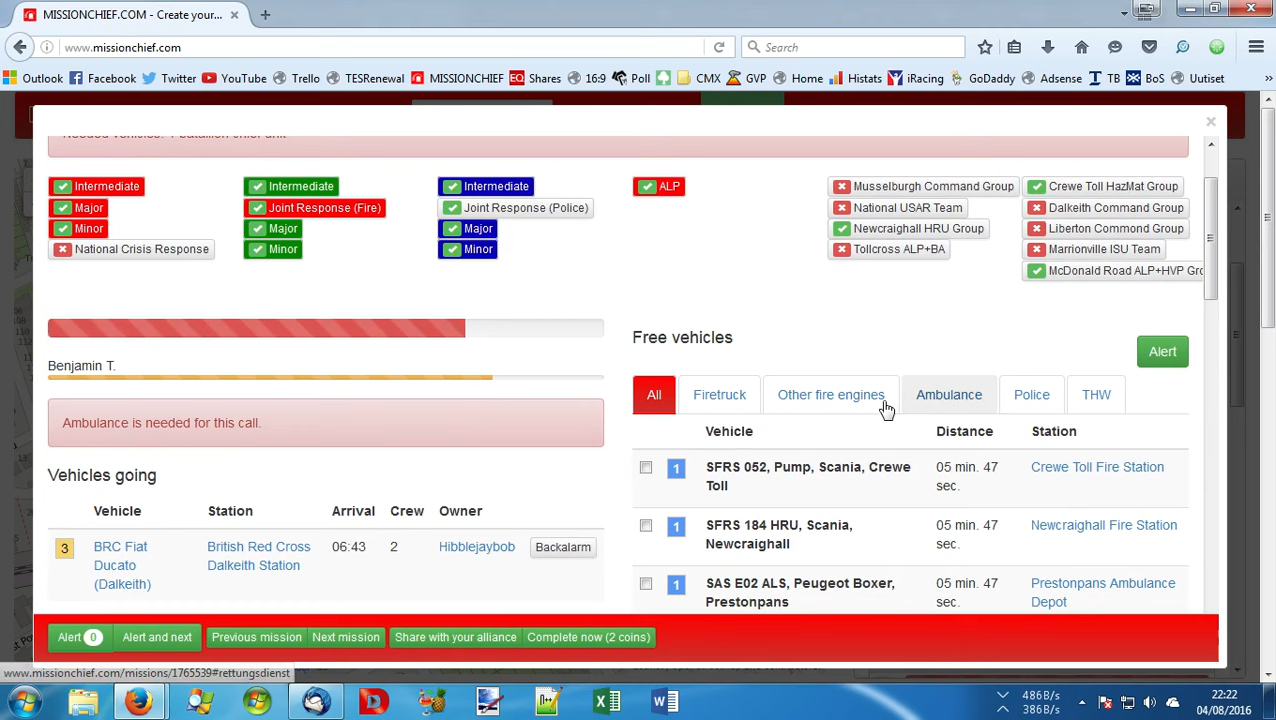 MISSIONCHIEF.COM - Create your...
www.missionchief.com
Search
Outlook Facebook Twitter YouTube Trello TESRenewal MISSIONCHIEF Shares 16:9 Poll CMX GVP Home Histats iRacing GoDaddy Adsense TB BoS Uutiset »
×
Intermediate Intermediate Intermediate ALP Musselburgh Command Group Crewe Toll HazMat Group
Major Joint Response (Fire) Joint Response (Police) National USAR Team Dalkeith Command Group
Minor Major Major Newcraighall HRU Group Liberton Commond Group
National Crisis Response Minor Minor Tollcross ALP+BA Marrionville ISU Team
McDonald Road ALP+HVP Gro
Free vehicles
Alert
Benjamin T.
All Firetruck Other fire engines Ambulance Police THW
Ambulance is needed for this call.
Vehicle Distance Station
Vehicles going
1 SFRS 052, Pump, Scania, Crewe 05 min. 47 Crewe Toll Fire Station
Toll sec.
Vehicle Station Arrival Crew Owner
1 SFRS 184 HRU, Scania, 05 min. 47 Newcraighall Fire Station
Newcraighall sec.
3 BRC Fiat British Red Cross 06:43 2 Hibblejaybob Backalarm
Ducato Dalkeith Station
(Dalkeith)
1 SAS E02 ALS, Peugeot Boxer, 05 min. 47 Prestonpans Ambulance
Prestonpans sec. Depot
Alert 0 Alert and next Previous mission Next mission Share with your alliance Complete now (2 coins)
www.missionchief.com/missions/1765539#rettungsdienst
486B/s 22:22
386B/s 04/08/2016